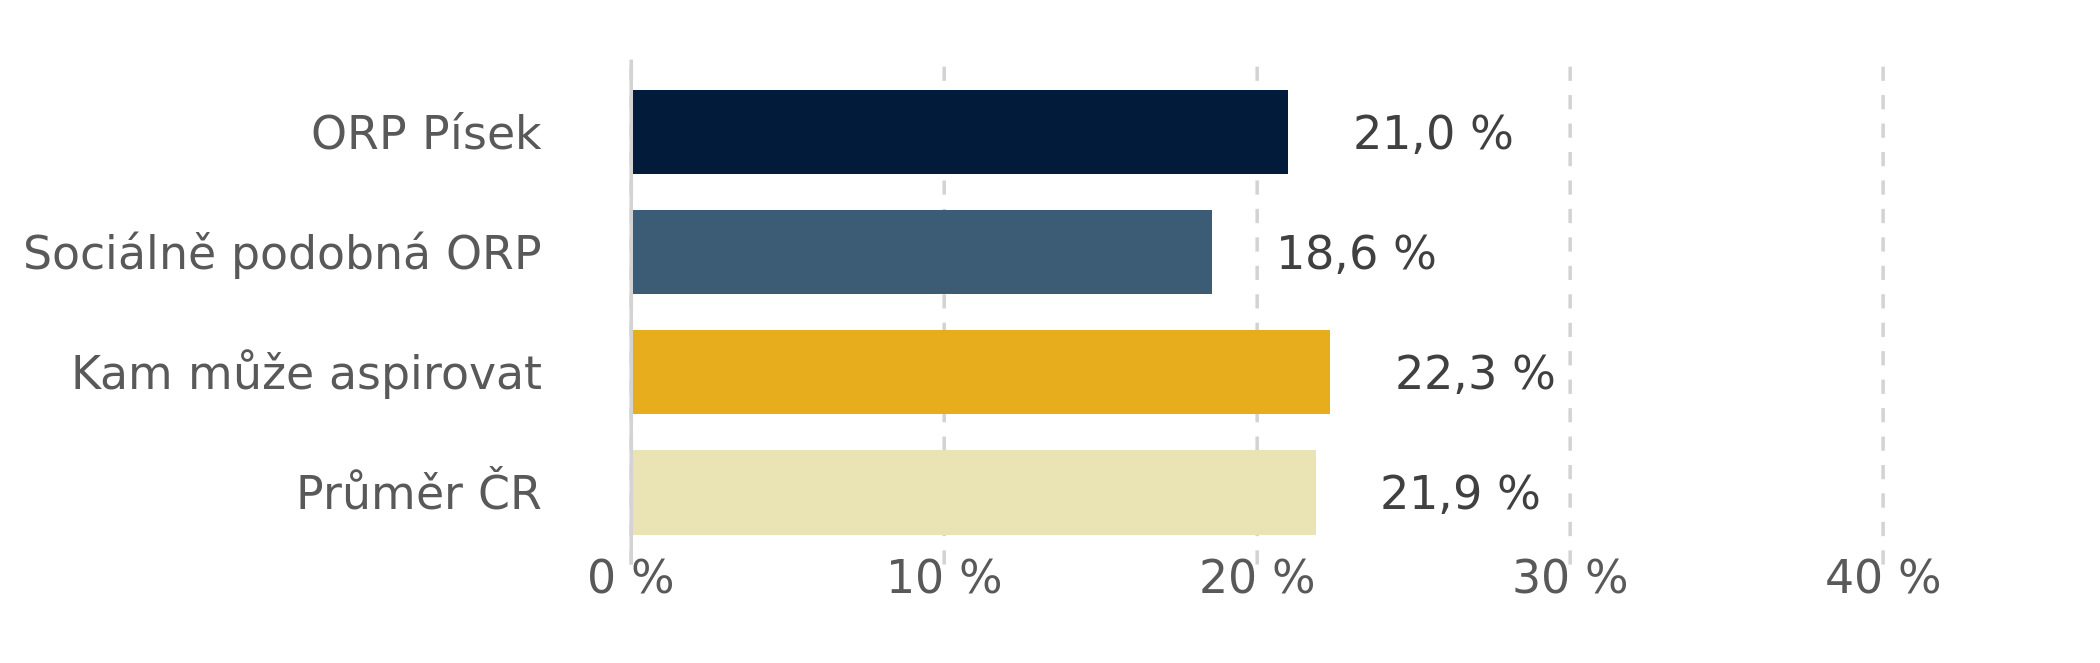 ORP Písek 21,0 %
Sociálně podobná ORP 18,6 %
Kam může aspirovat 22,3 %
Průměr ČR 21,9 %
0 % 10 % 20 % 30 % 40 %